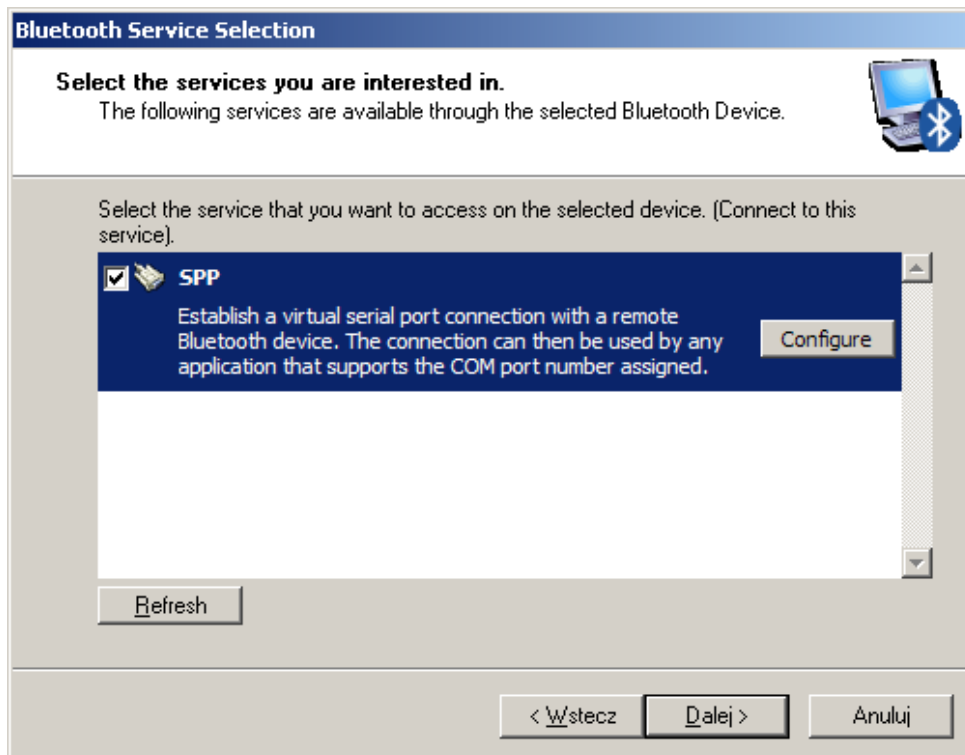 Bluetooth Service Selection
Select the services you are interested in.
The following services are available through the selected Bluetooth Device.
Select the service that you want to access on the selected device. (Connect to this
service).
SPP
Establish a virtual serial port connection with a remote
Bluetooth device. The connection can then be used by any
application that supports the COM port number assigned.
Configure
Refresh
< Wstecz
Dalej >
Anuluj